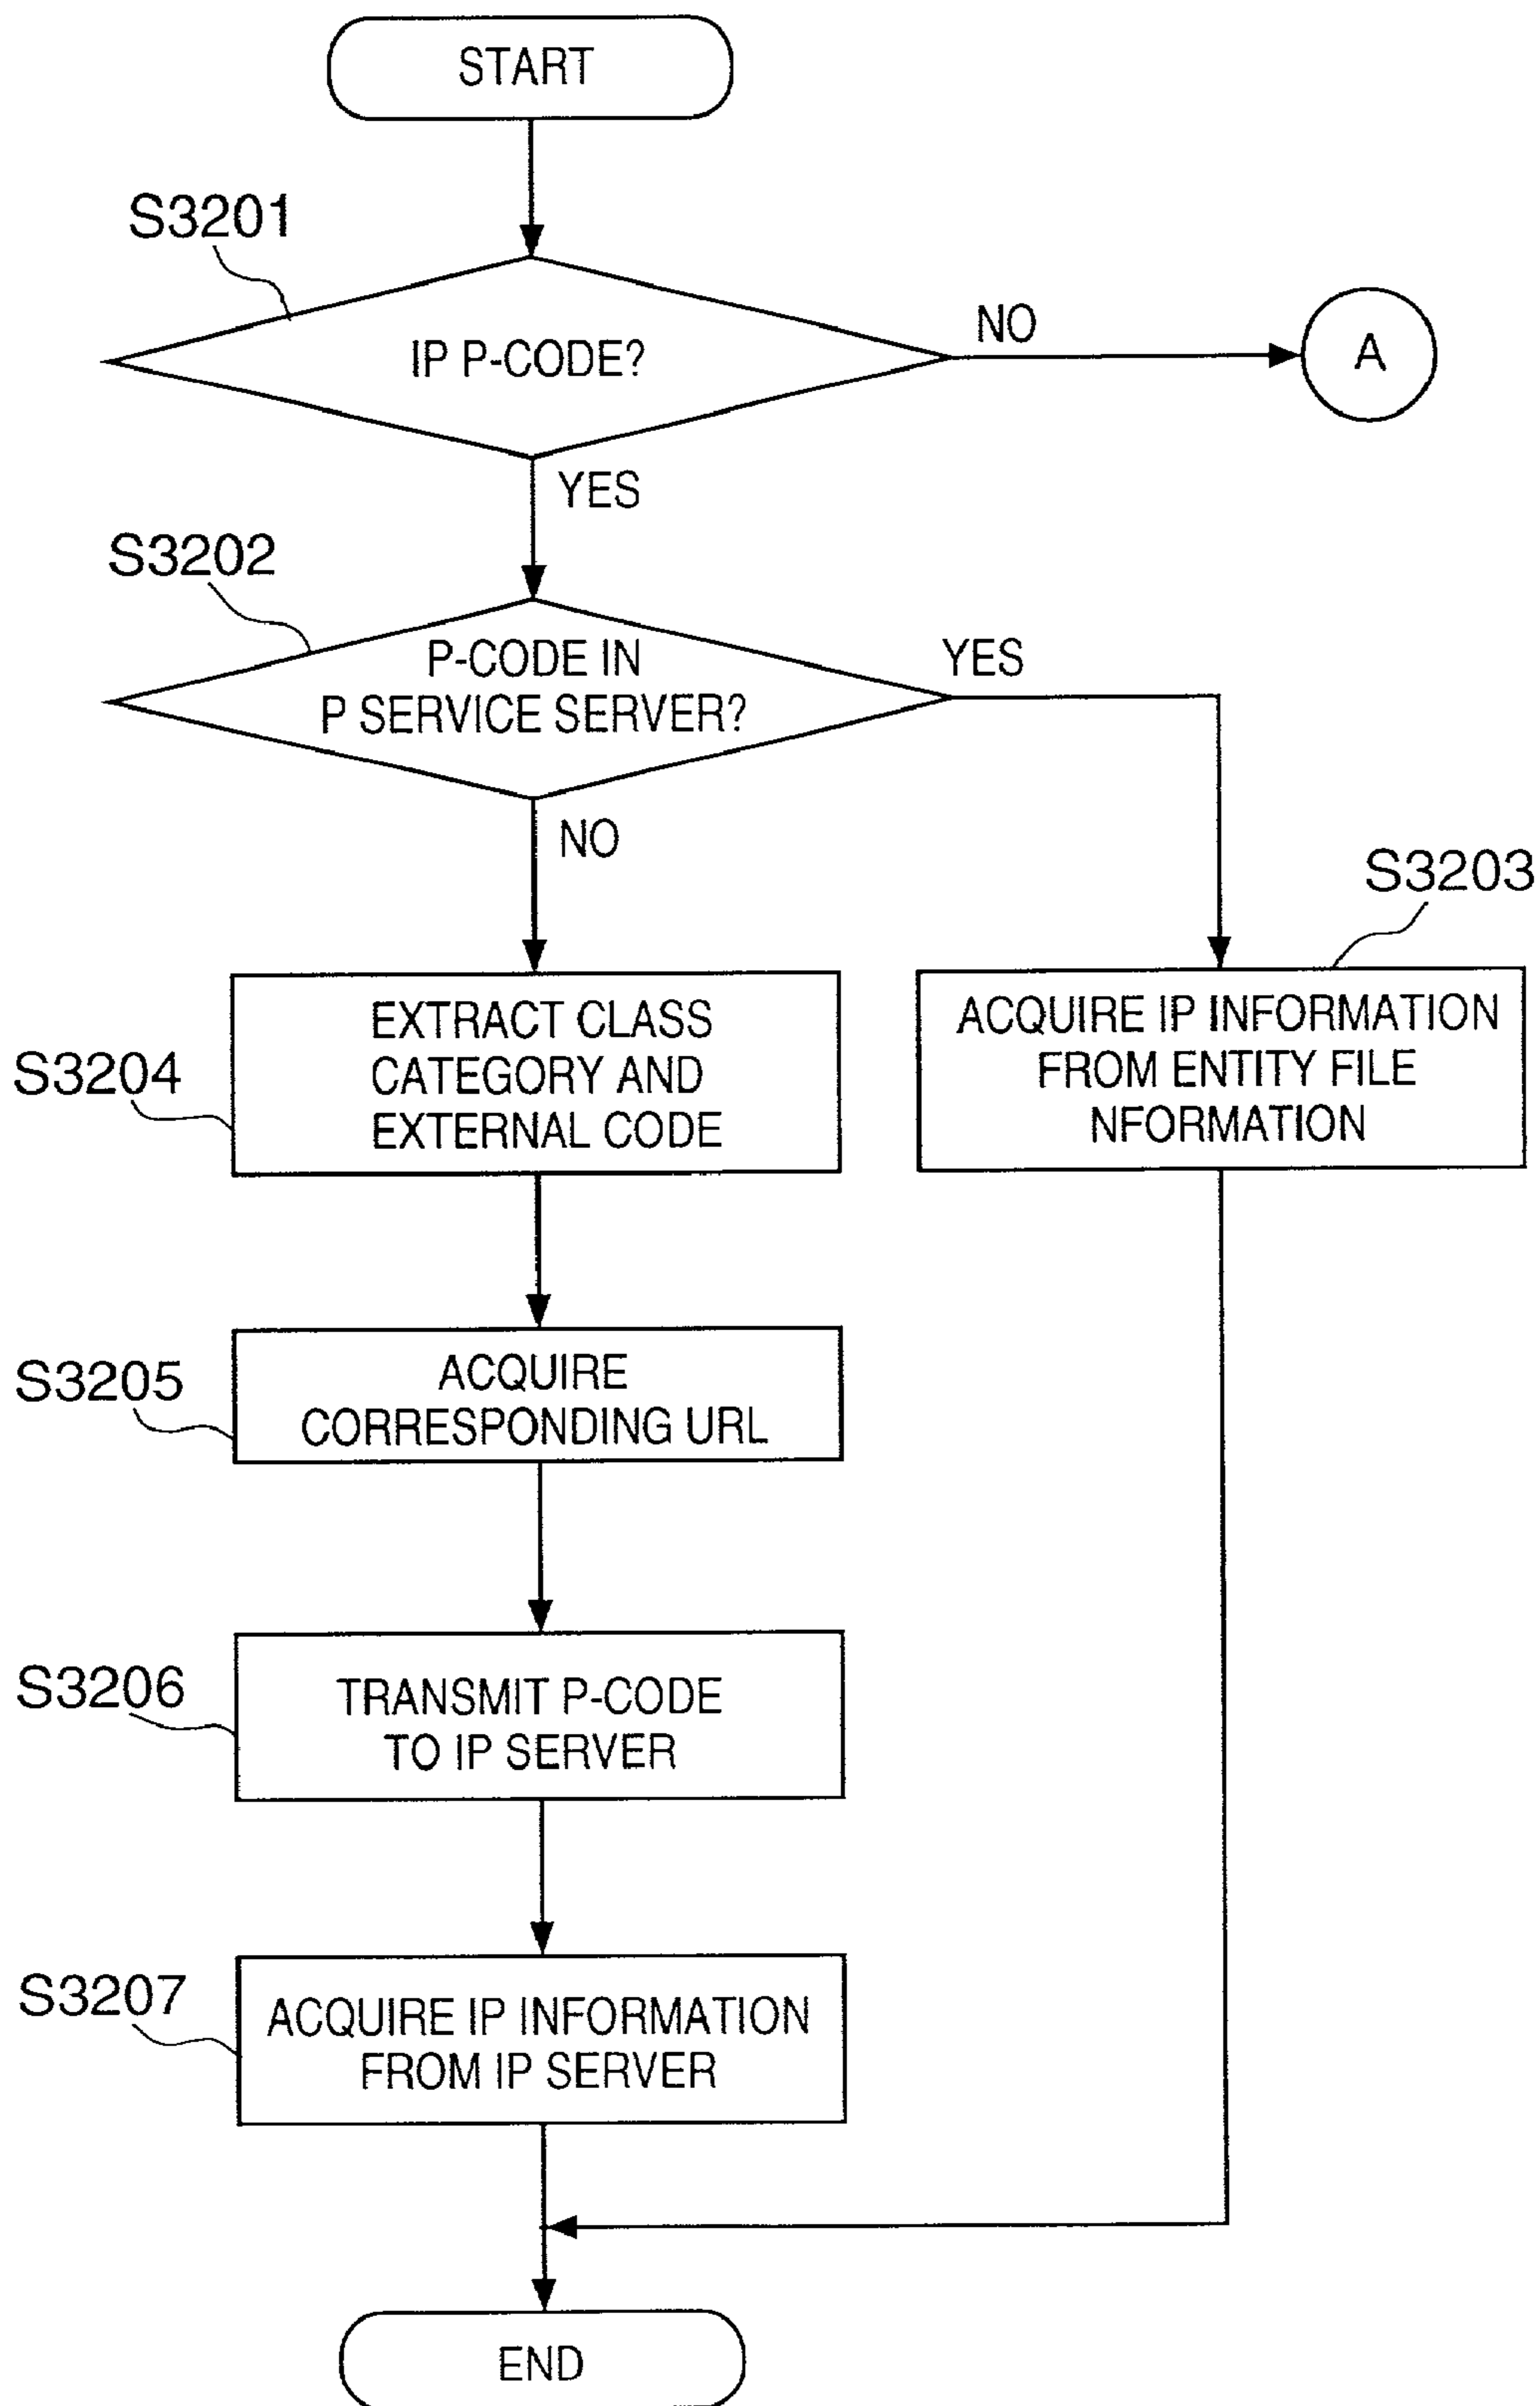 START
S3201
IP P-CODE?
NO
A
YES
S3202
P-CODE IN
P SERVICE SERVER?
YES
NO
S3203
ACQUIRE IP INFORMATION
FROM ENTITY FILE
NFORMATION
S3204
EXTRACT CLASS
CATEGORY AND
EXTERNAL CODE
S3205
ACQUIRE
CORRESPONDING URL
S3206
TRANSMIT P-CODE
TO IP SERVER
S3207
ACQUIRE IP INFORMATION
FROM IP SERVER
END